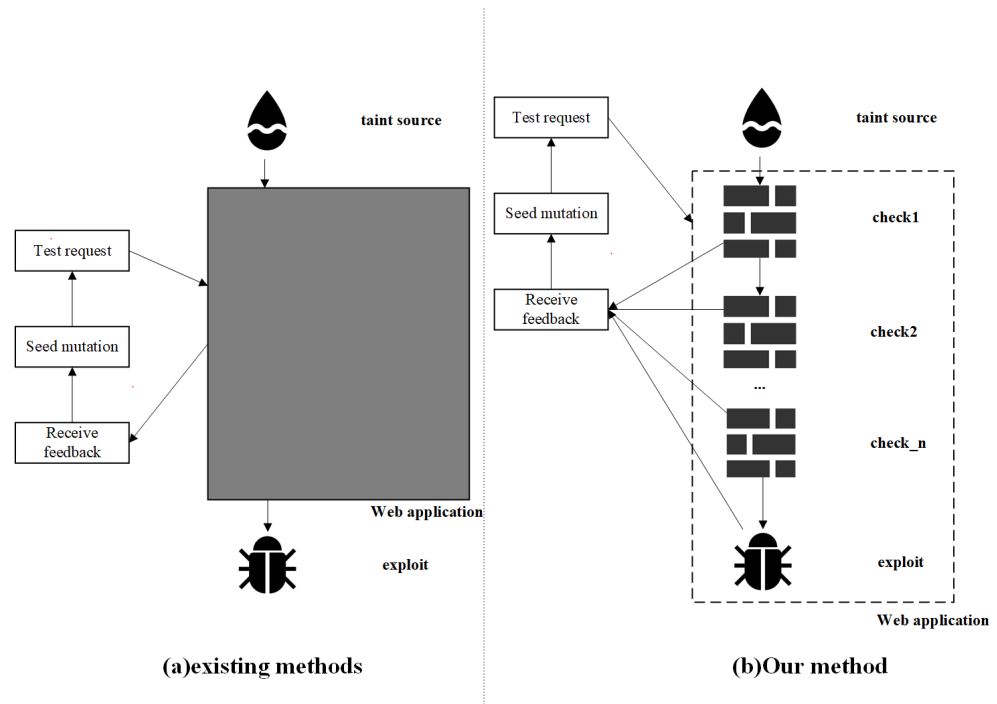 taint source
Test request
Seed mutation
Receive
feedback
Web application
exploit
(a)existing methods
Test request
taint source
Seed mutation
check1
Receive
feedback
check2
...
check_n
exploit
Web application
(b)Our method